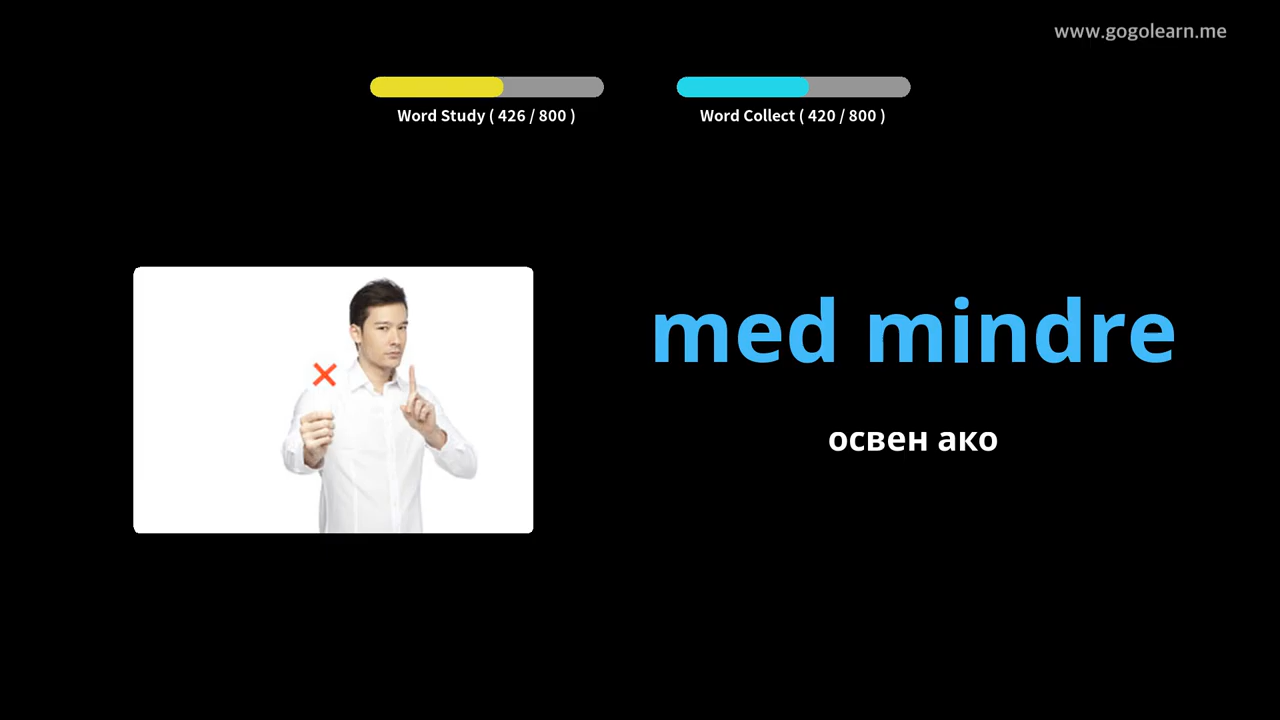 www.gogolearn.me
Word Study ( 426 / 800 )
Word Collect ( 420 / 800 )
med mindre
освен ако